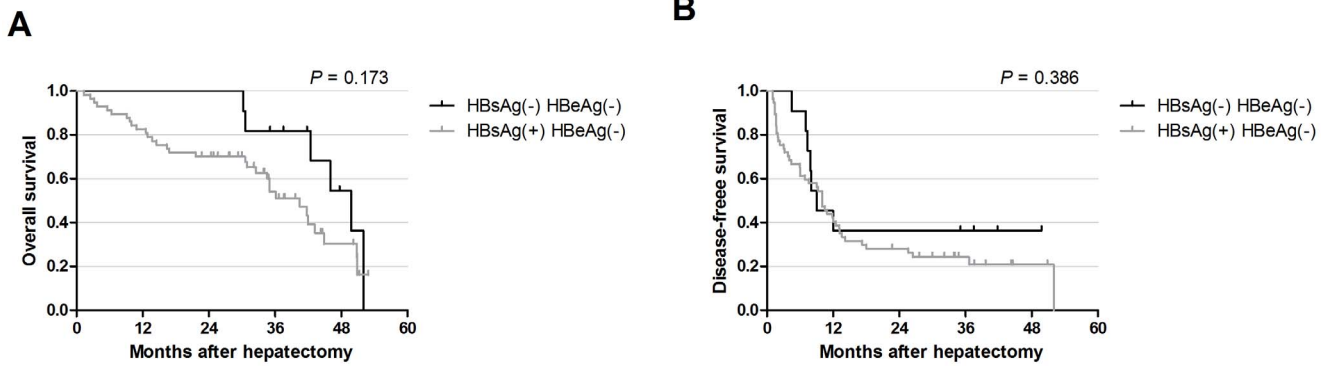 A
P = 0.173
Overall survival
1.0
0.8
0.6
0.4
0.2
0.0
0 12 24 36 48 60
Months after hepatectomy
HBsAg(-) HBeAg(-)
HBsAg(+) HBeAg(-)
B
P = 0.386
Disease-freee survival
1.0
0.8
0.6
0.4
0.2
0.0
0 12 24 36 48 60
Months after hepatectomy
HBsAg(-) HBeAg(-)
HBsAg(+) HBeAg(-)